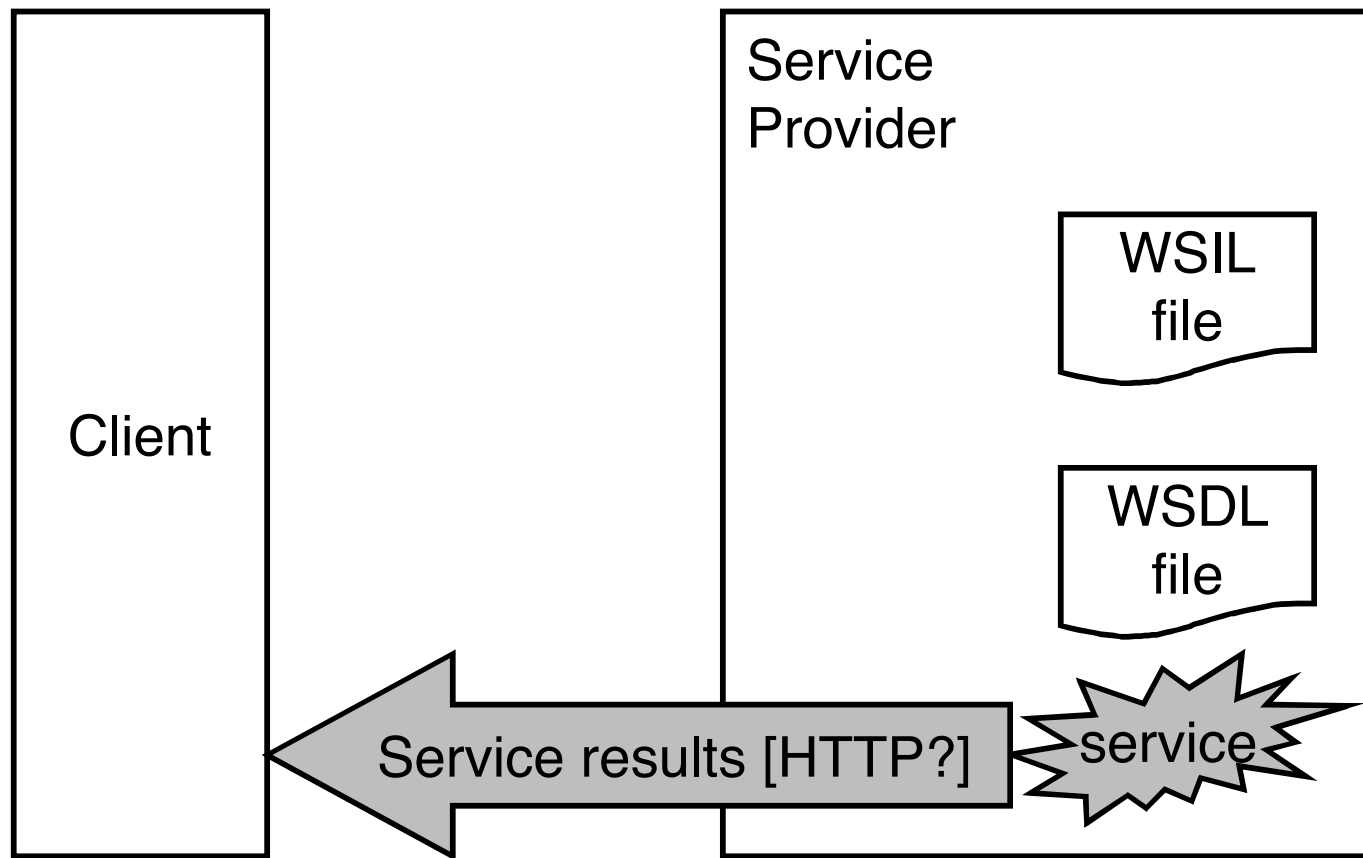 Service
Provider
WSIL
file
Client
WSDL
file
Service results [HTTP?]
service